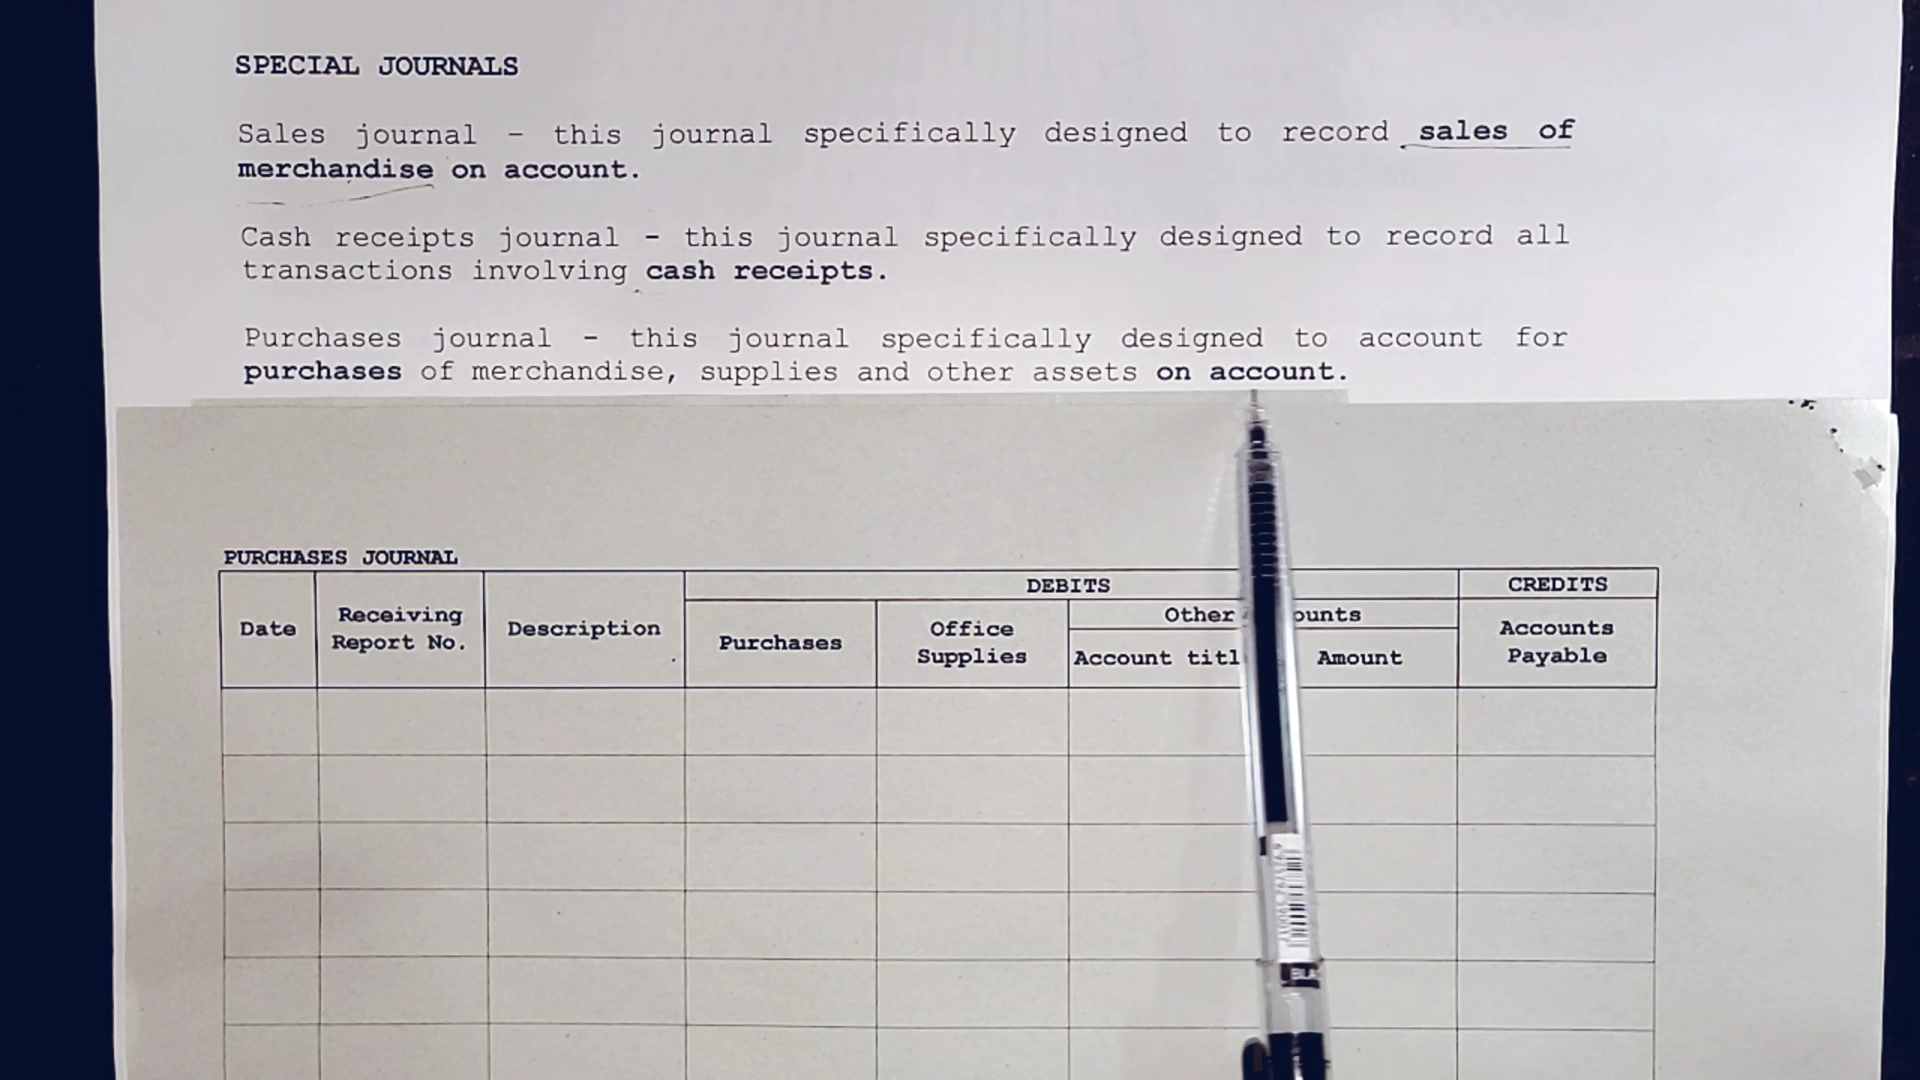 SPECIAL JOURNALS
Sales journal - this journal specifically designed to record sales of
merchandise on account.
Cash receipts journal - this journal specifically designed to record all
transactions involving cash receipts.
Purchases journal - this journal specifically designed to account for
purchases of merchandise, supplies and other assets on account.
PURCHASES JOURNAL
DEBITS CREDITS
Date
Receiving
Report No.
Description
Purchases
Office
Supplies
Other
Account
Amount
Accounts
Payable